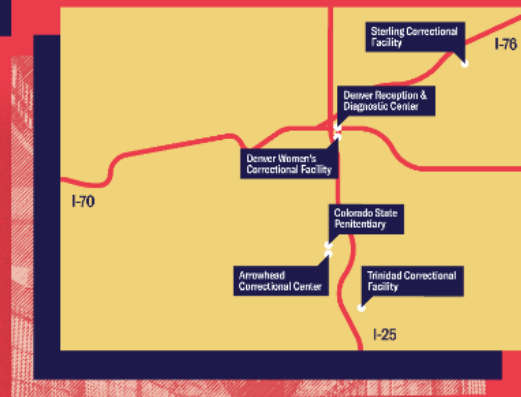 Sterling Correctional
Facility
I-76
Denver Reception &
Diagnostic Center
Denver Women's
Correctional Facility
I-70
Colorado State
Penitentiary
Arrowhead
Correctional Center
Trinidad Correctional
Facility
I-25